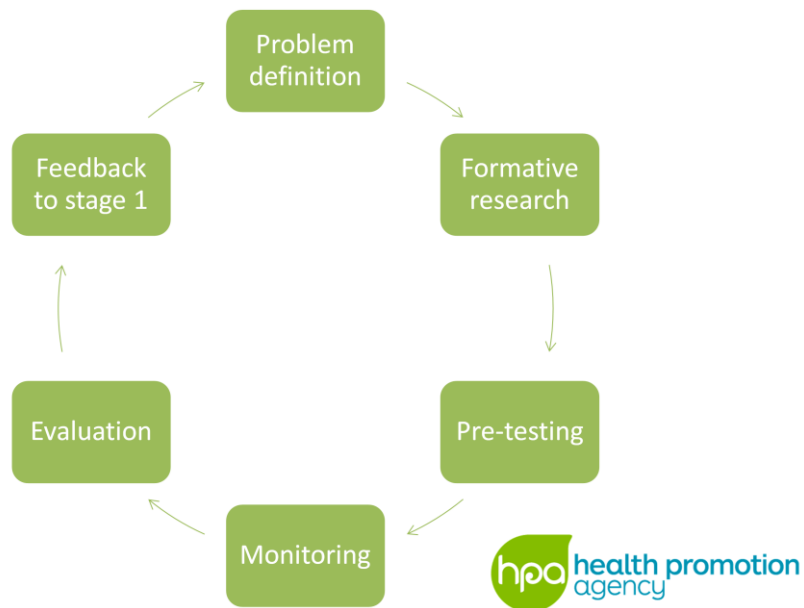 Problem
definition
Formative
research
Pre-testing
Monitoring
Evaluation
Feedback
to stage 1
hpa health promotion
agency